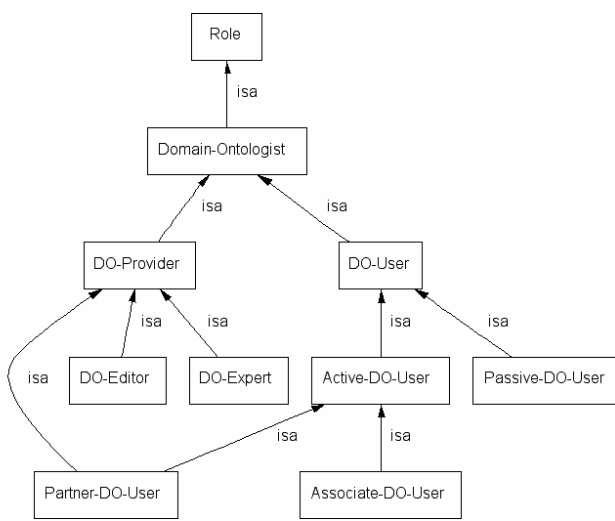 Role
isa
Domain-Ontologist
isa
isa
DO-Provider
DO-User
isa
isa
isa
isa
isa
DO-Editor
DO-Expert
Active-DO-User
Passive-DO-User
isa
isa
Partner-DO-User
Associate-DO-User